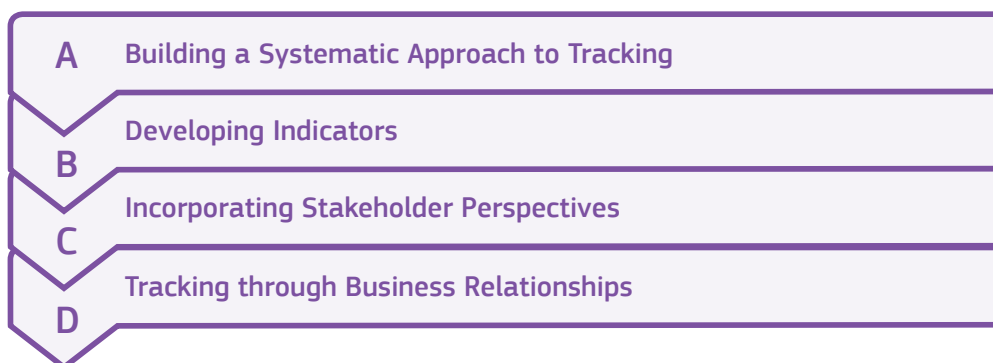 A Building a Systematic Approach to Tracking
B Developing Indicators
C Incorporating Stakeholder Perspectives
D Tracking through Business Relationships